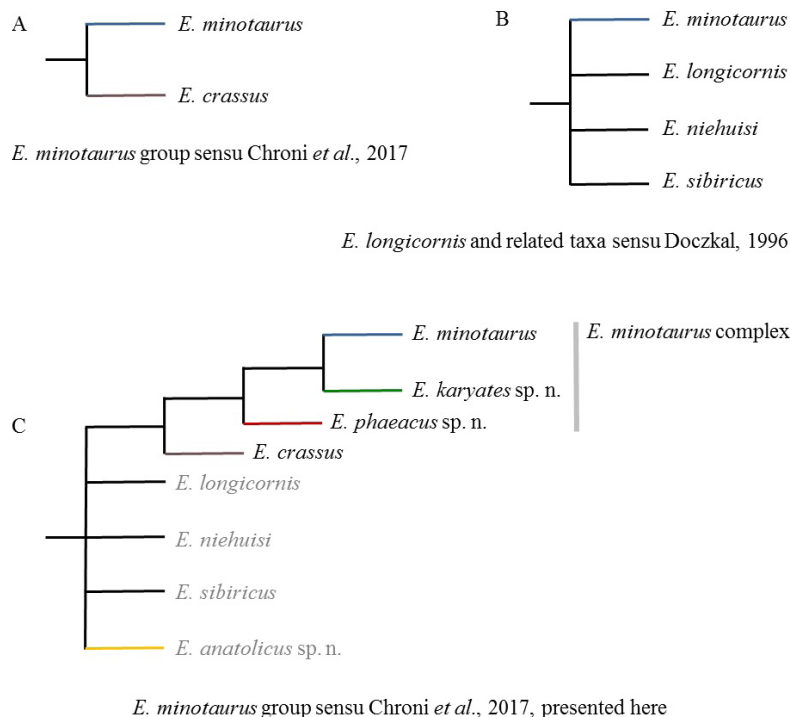 A
E. minotaurus
E. crassus
E. minotaurus group sensu Chroni et al., 2017
B
E. minotaurus
E. longicornis
E. niehuisi
E. sibiricus
E. longicornis and related taxa sensu Doczkal, 1996
C
E. minotaurus
E. minotaurus complex
E. karyates sp. n.
E. phaeacus sp. n.
E. crassus
E. longicornis
E. niehuisi
E. sibiricus
E. anatolicus sp. n.
E. minotaurus group sensu Chroni et al., 2017, presented here